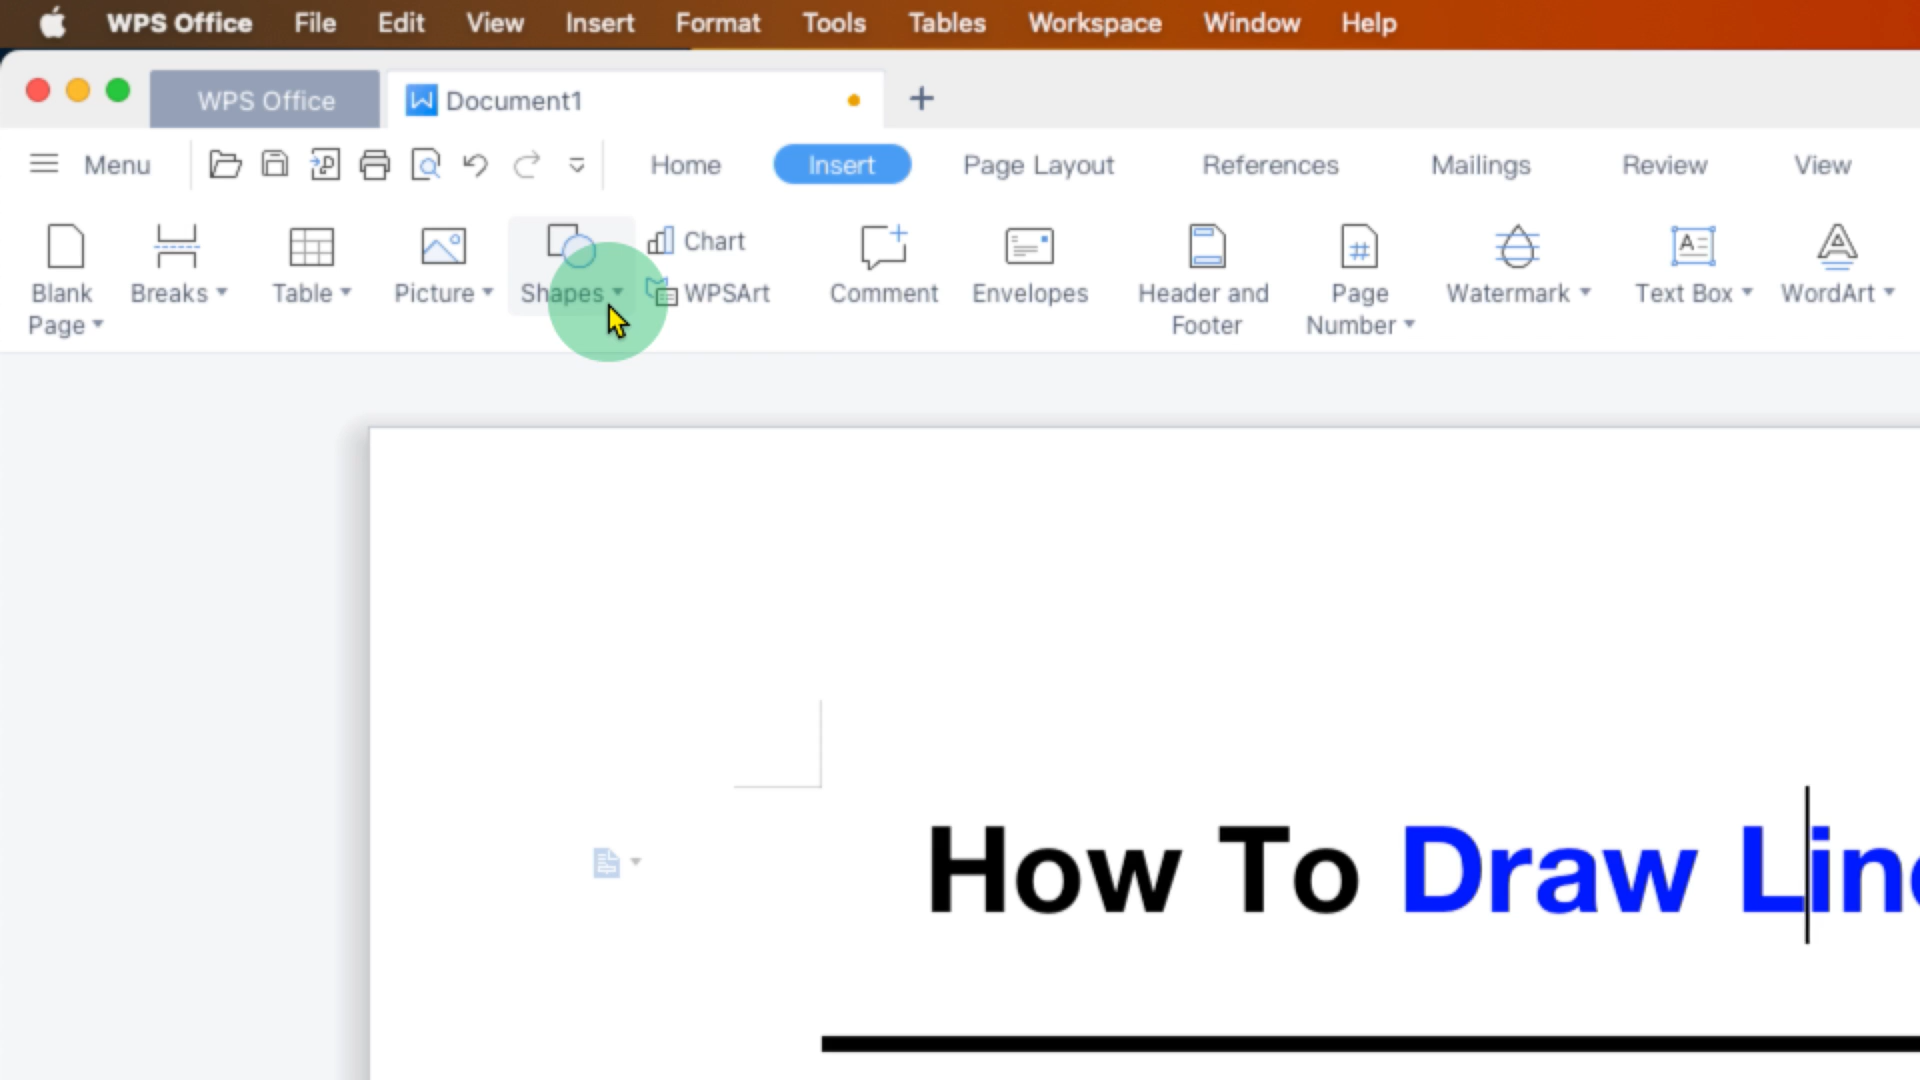 WPS Office File Edit View Insert Format Tools Tables Workspace Window Help
WPS Office Document1
Menu Home Insert Page Layout References Mailings Review View
Blank Page Breaks Table Picture Shapes Chart WPSArt Comment Envelopes Header and Footer Page Number Watermark Text Box WordArt
How To Draw Line